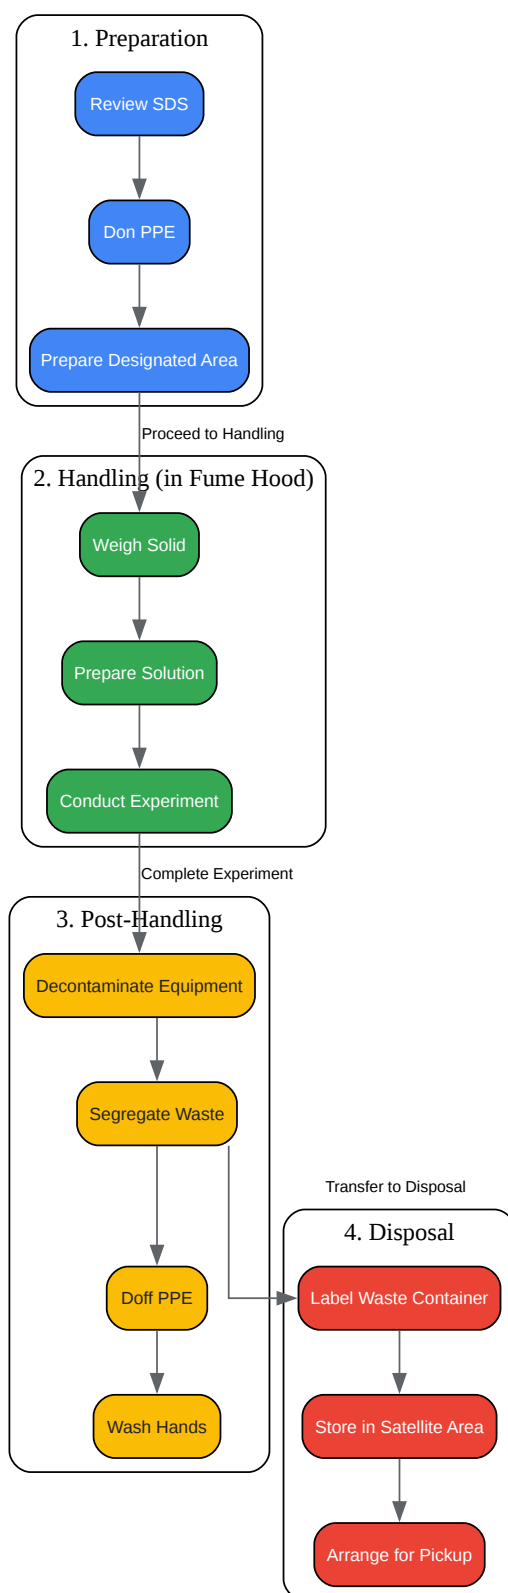 1. Preparation
Review SDS
Don PPE
Prepare Designated Area
Proceed to Handling
2. Handling (in Fume Hood)
Weigh Solid
Prepare Solution
Conduct Experiment
Complete Experiment
3. Post-Handling
Decontaminate Equipment
Segregate Waste
Transfer to Disposal
4. Disposal
Doff PPE
Label Waste Container
Wash Hands
Store in Satellite Area
Arrange for Pickup